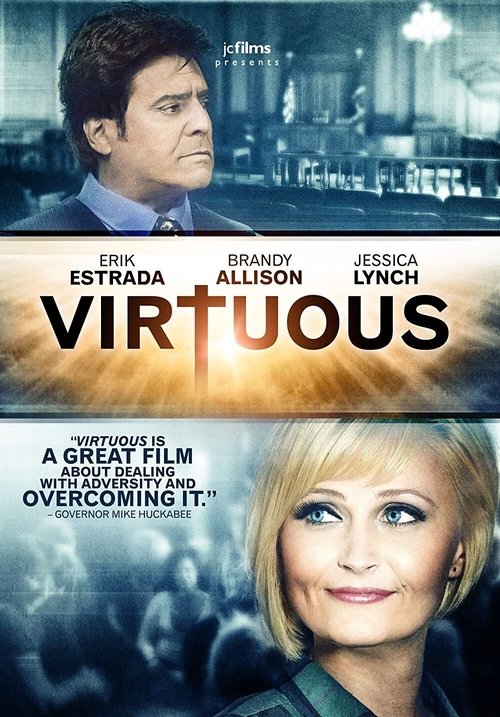 jcfilms
presents
ERIK BRANDY JESSICA
ESTRADA ALLISON LYNCH
VIRTUOUS
"VIRTUOUS IS
A GREAT FILM
ABOUT DEALING
WITH ADVERSITY AND
OVERCOMING IT."
– GOVERNOR MIKE HUCKABEE